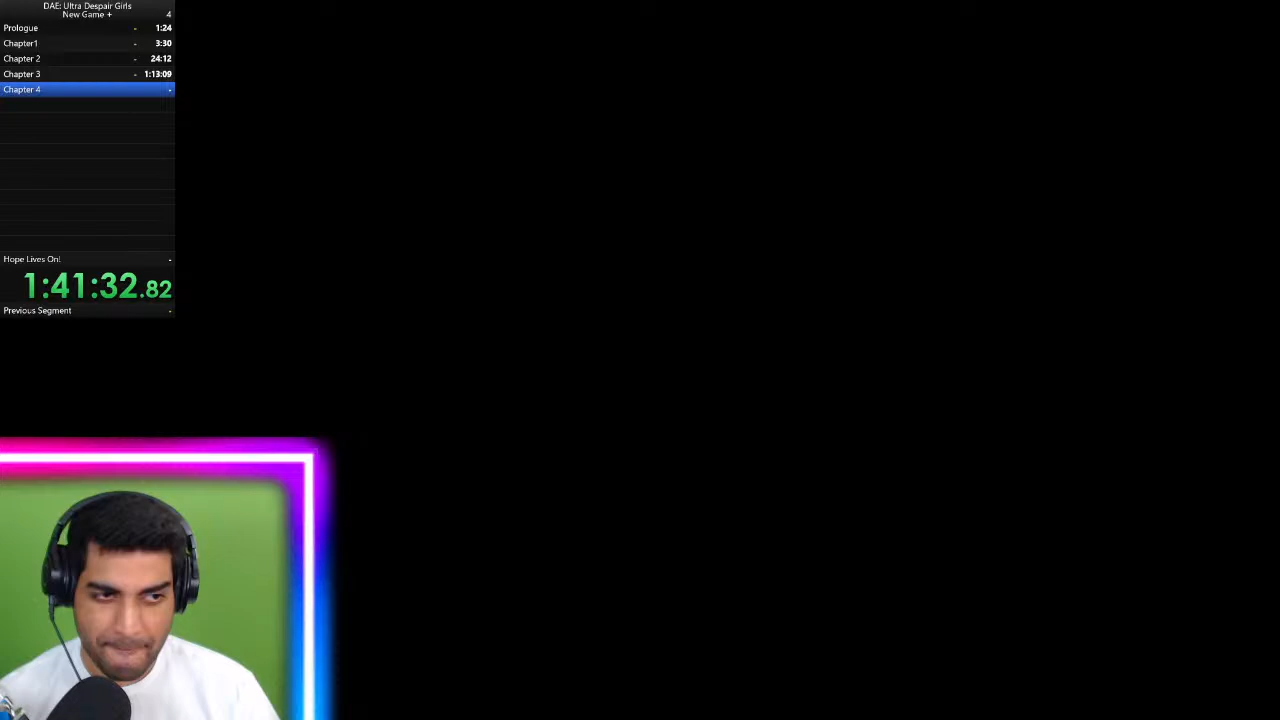 DAE: Ultra Despair Girls
New Game + 4
Prologue - 1:24
Chapter1 - 3:30
Chapter 2 - 24:12
Chapter 3 - 1:13:09
Chapter 4 -
Hope Lives On! -
1:41:32.82
Previous Segment -